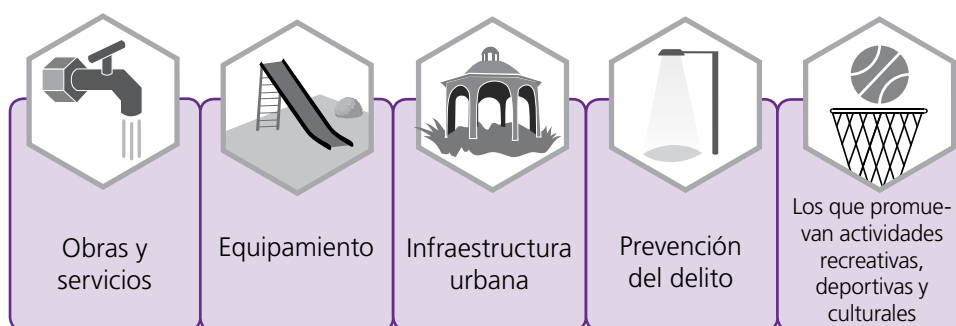 Obras y
servicios
Equipamiento
Infraestructura
urbana
Prevención
del delito
Los que promue-
van actividades
recreativas,
deportivas y
culturales